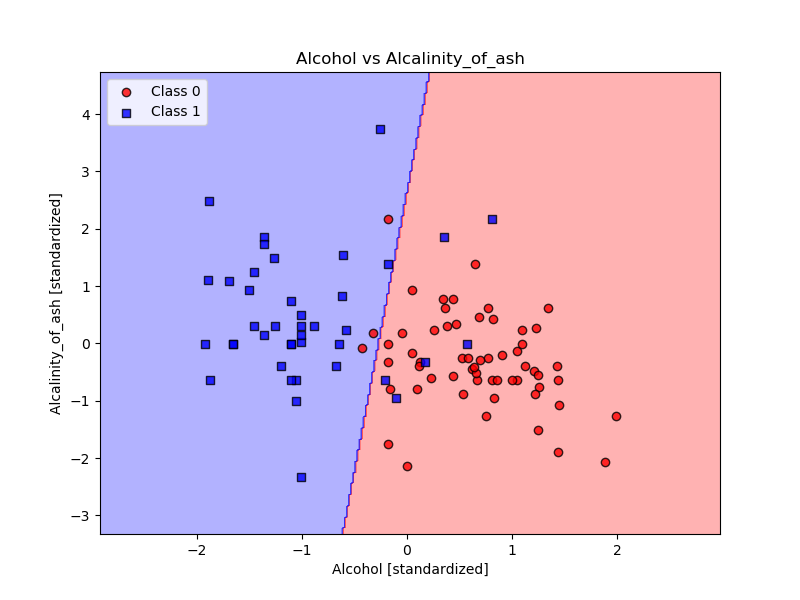 Alcohol vs Alcalinity_of_ash
Class 0
Class 1
Alcalinity_of_ash [standardized]
4
3
2
1
0
−1
−2
−3
−2
−1
0
1
2
Alcohol [standardized]